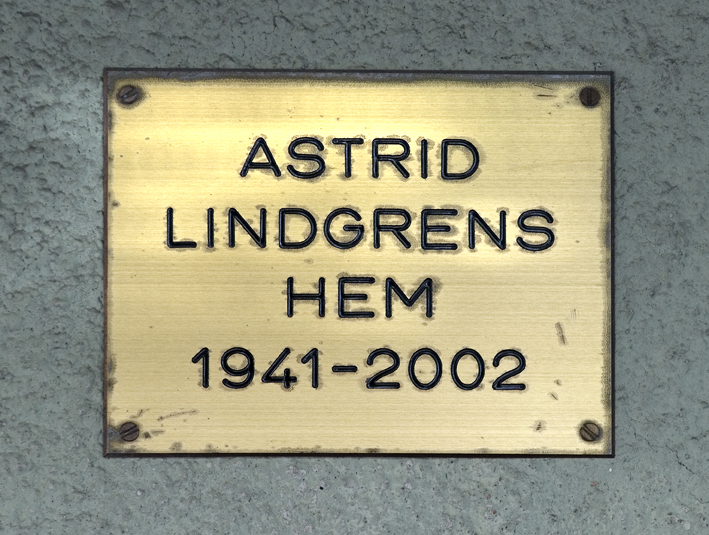 ASTRID
LINDGRENS
HEM
1941-2002